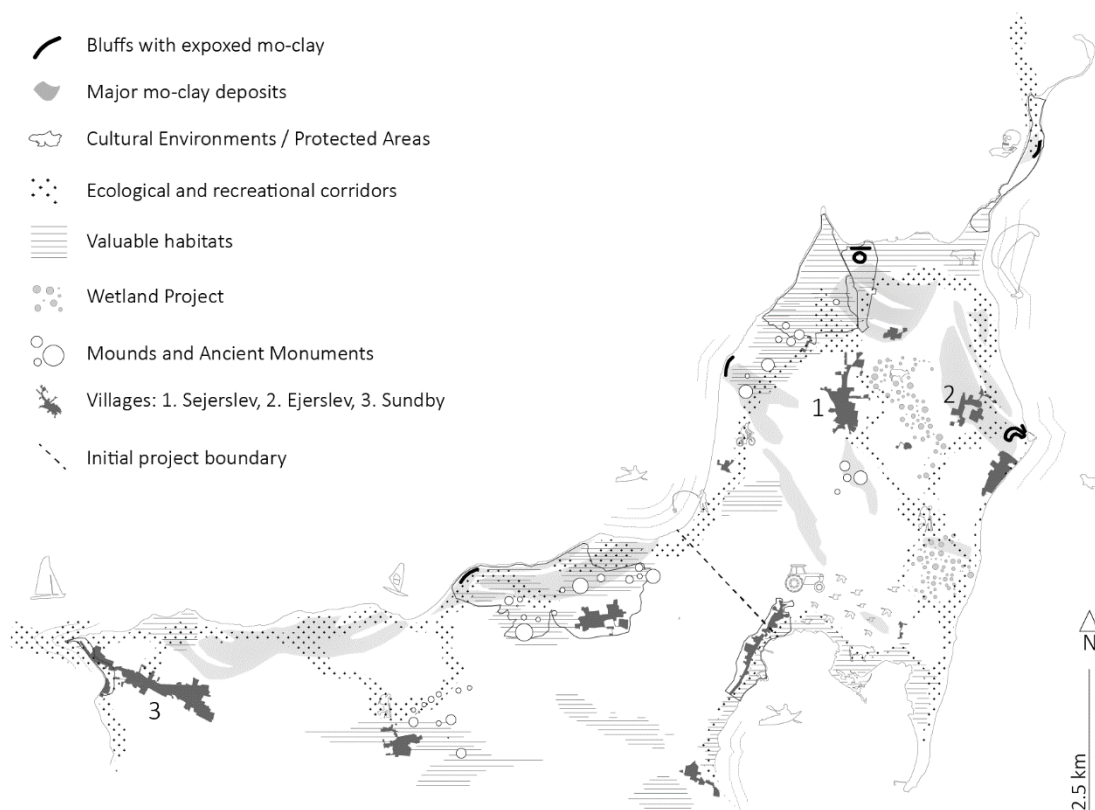 Bluffs with expoxed mo-clay
Major mo-clay deposits
Cultural Environments / Protected Areas
Ecological and recreational corridors
Valuable habitats
Wetland Project
Mounds and Ancient Monuments
Villages: 1. Sejerslev, 2. Ejerslev, 3. Sundby
Initial project boundary
1
2
3
N
2.5 km